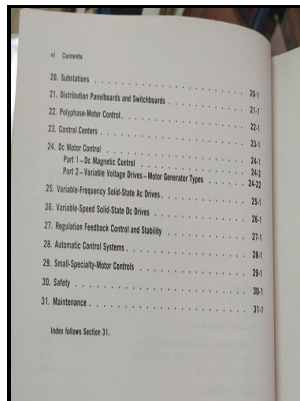 vi Contents
20. Substations . . . . . . . . . . . . . . . . . . . . 20-1
21. Distribution Panelboards and Switchboards . . . . . . . . . . 21-1
22. Polyphase-Motor Control . . . . . . . . . . . . . . . . 22-1
23. Control Centers . . . . . . . . . . . . . . . . . . . 23-1
24. Dc Motor Control . . . . . . . . . . . . . . . . . . 24-1
Part 1—Dc Magnetic Control . . . . . . . . . . . . . . 24-2
Part 2—Variable Voltage Drives—Motor Generator Types . . . . . 24-22
25. Variable-Frequency Solid-State Ac Drives . . . . . . . . . . 25-1
26. Variable-Speed Solid-State Dc Drives . . . . . . . . . . . 26-1
27. Regulation Feedback Control and Stability . . . . . . . . . 27-1
28. Automatic Control Systems . . . . . . . . . . . . . . . 28-1
29. Small-Specialty-Motor Controls . . . . . . . . . . . . . 29-1
30. Safety . . . . . . . . . . . . . . . . . . . . . . 30-1
31. Maintenance . . . . . . . . . . . . . . . . . . . . 31-1
Index follows Section 31.